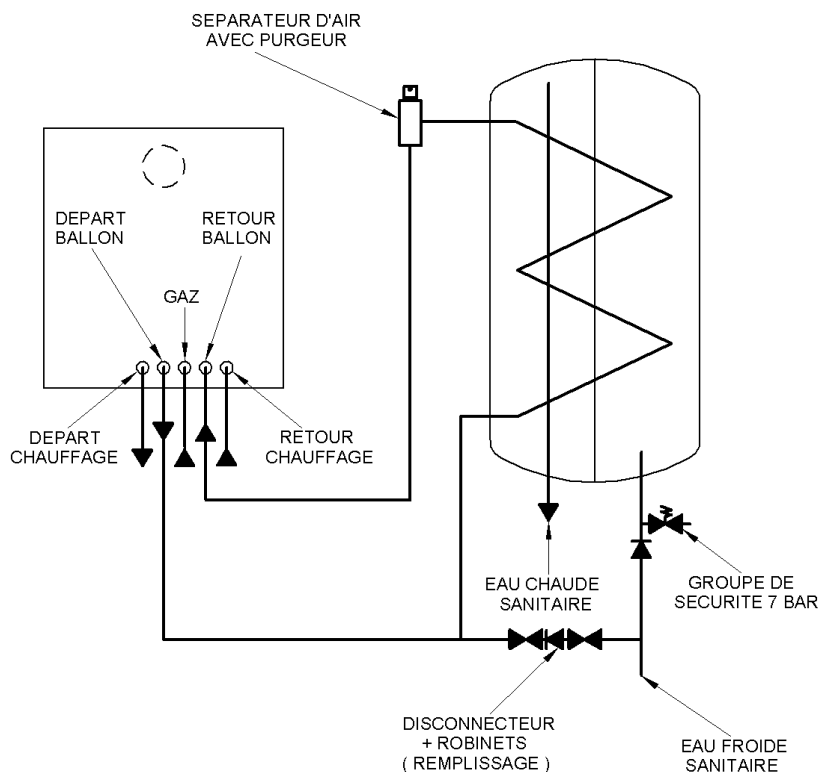 SEPARATEUR D'AIR
AVEC PURGEUR
DEPART
BALLON
RETOUR
BALLON
GAZ
DEPART
CHAUFFAGE
RETOUR
CHAUFFAGE
EAU CHAUDE
SANITAIRE
GROUPE DE
SECURITE 7 BAR
DISCONNECTEUR
+ ROBINETS
( REMPLISSAGE )
EAU FROIDE
SANITAIRE